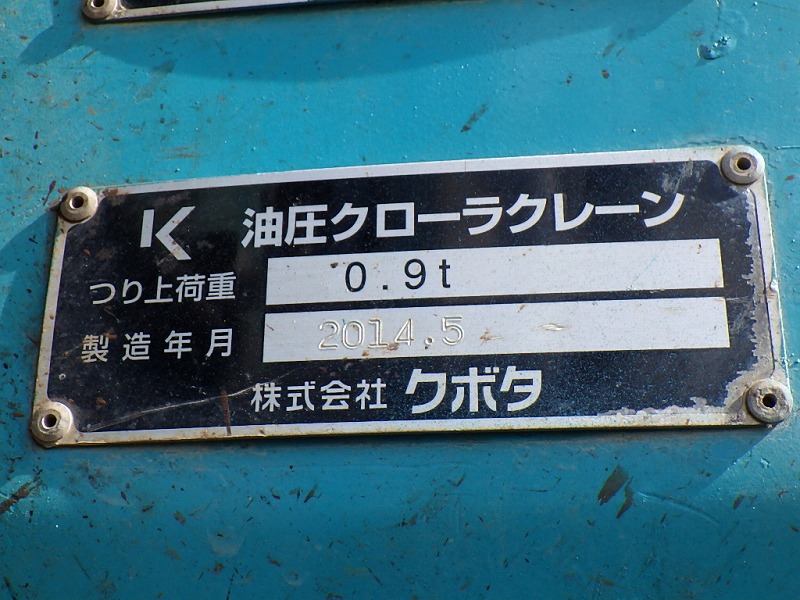 K 油圧クローラクレーン
つり上荷重 0.9t
製造年月 2014.5
株式会社 クボタ